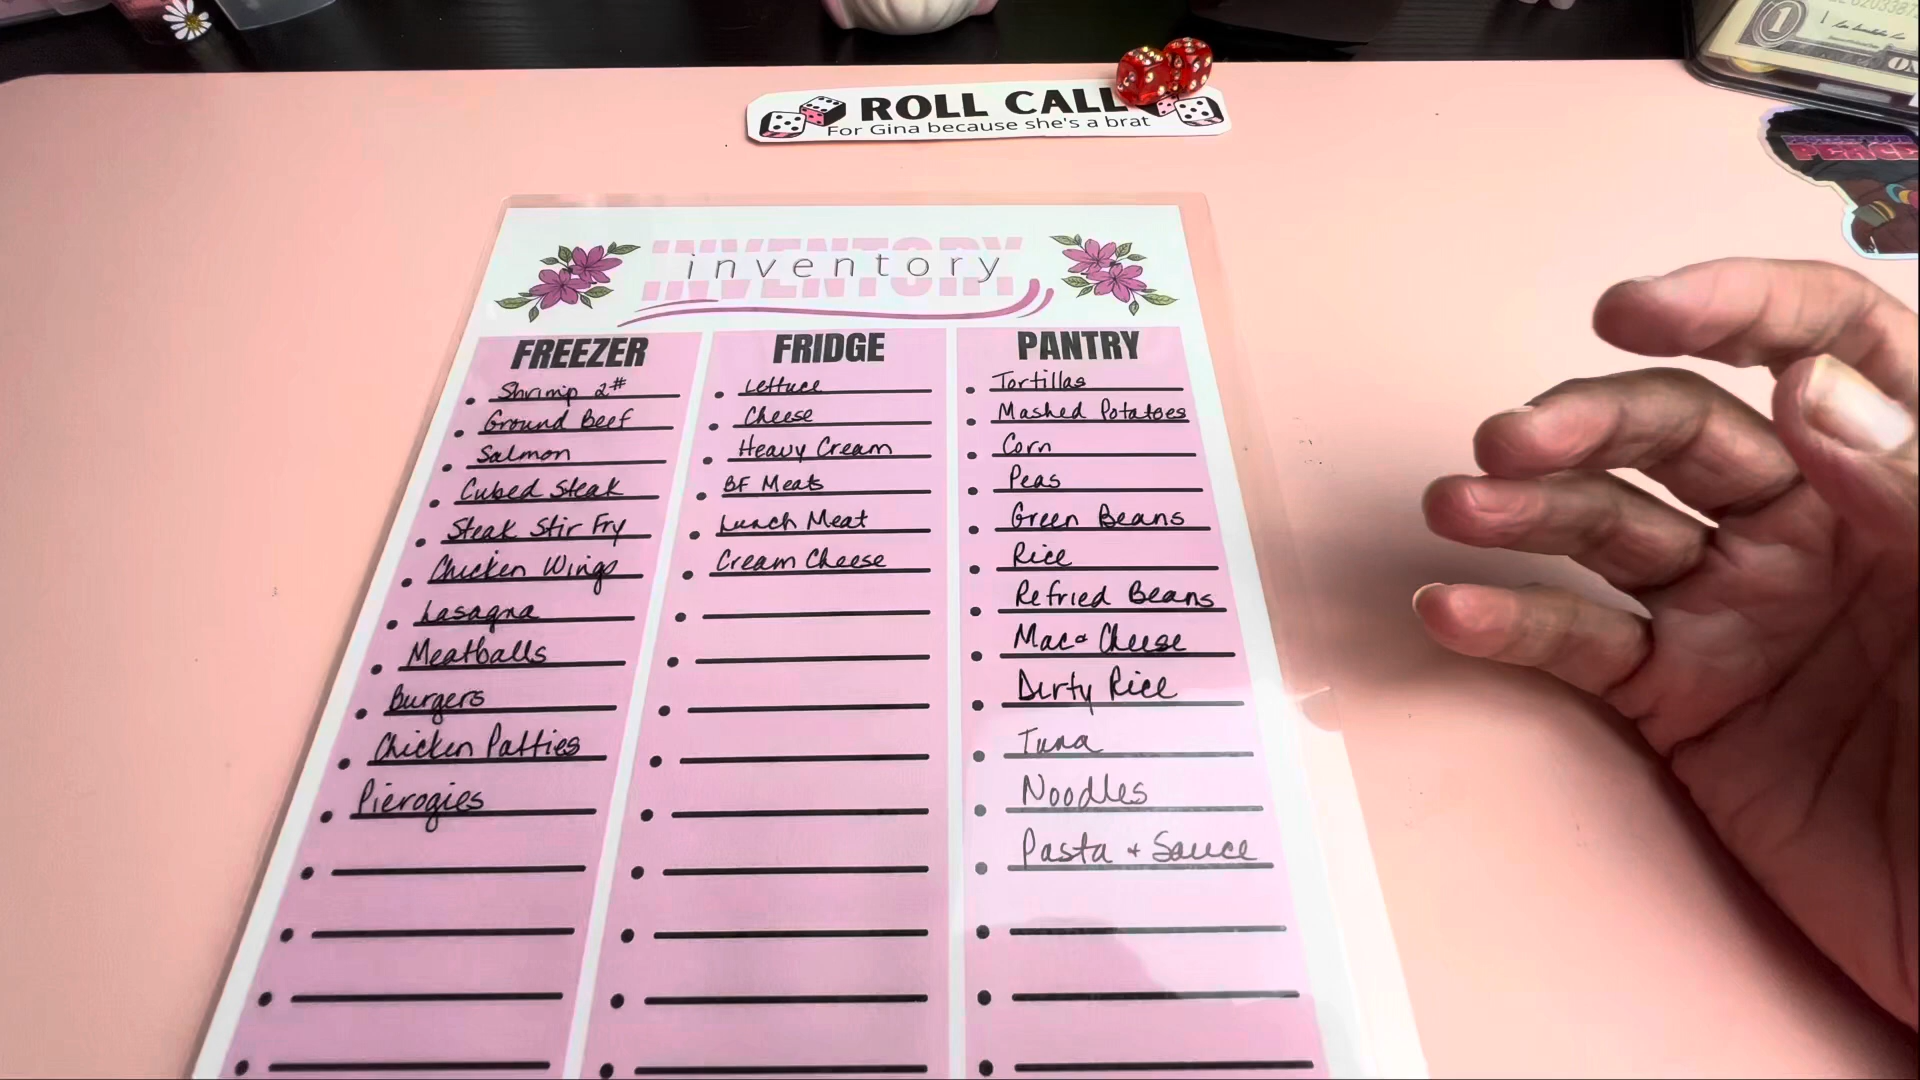 ROLL CALL
For Gina because she's a brat
1
PEACE
INVENTORY
inventory
FREEZER
Shrimp 2#
Ground Beef
Salmon
Cubed Steak
Steak Stir Fry
Chicken Wings
Lasagna
Meatballs
Burgers
Chicken Patties
Pierogies
FRIDGE
Lettuce
Cheese
Heavy Cream
BF Meats
Lunch Meat
Cream Cheese
PANTRY
Tortillas
Mashed Potatoes
Corn
Peas
Green Beans
Rice
Refried Beans
Mac & Cheese
Dirty Rice
Tuna
Noodles
Pasta + Sauce